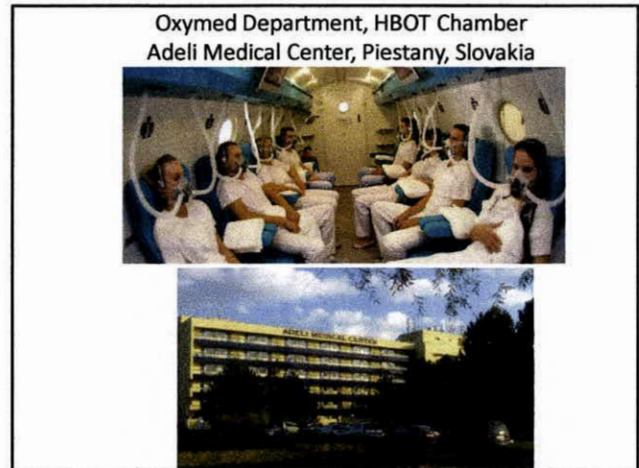 Oxymed Department, HBOT Chamber
Adeli Medical Center, Piestany, Slovakia
ADELI MEDICAL CENTER